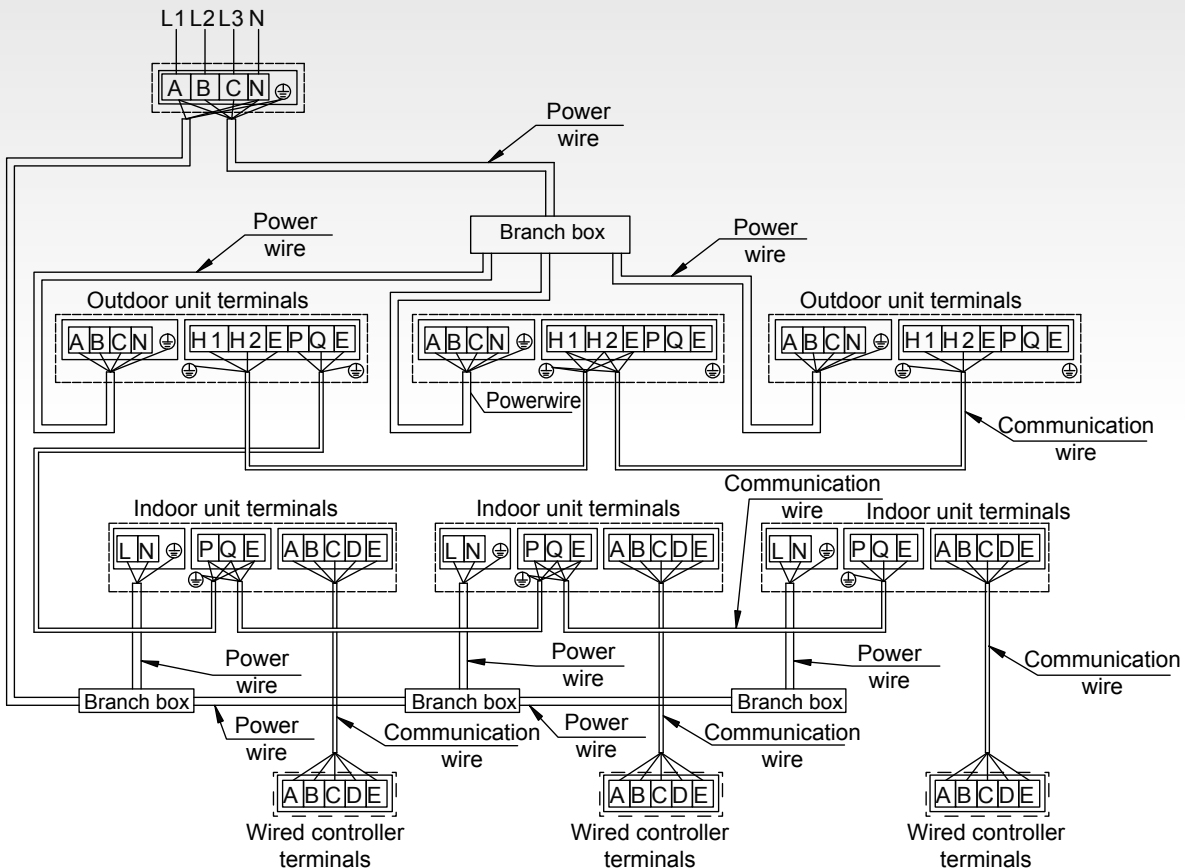 L1 L2 L3 N
A B C N
Power
wire
Branch box
Power
wire
Power
wire
Outdoor unit terminals
Outdoor unit terminals
A B C N
H1 H2 E P Q E
A B C N
H1 H2 E P Q E
A B C N
H1 H2 E P Q E
Powerwire
Communication
wire
Communication
wire
Indoor unit terminals
Indoor unit terminals
Indoor unit terminals
L N
P Q E
A B C D E
L N
P Q E
A B C D E
L N
P Q E
A B C D E
Power
wire
Power
wire
Power
wire
Communication
wire
Branch box
Branch box
Branch box
Power
wire
Communication
wire
Power
wire
Communication
wire
A B C D E
A B C D E
A B C D E
Wired controller
terminals
Wired controller
terminals
Wired controller
terminals